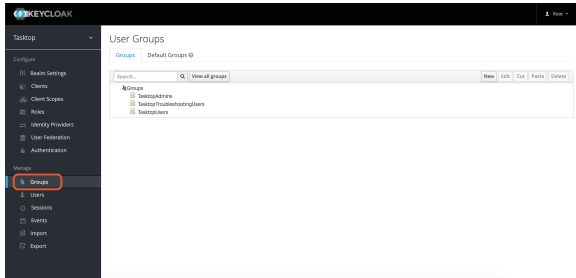 KEYCLOAK
Root
Tasktop
Configure
Realm Settings
Clients
Client Scopes
Roles
Identity Providers
User Federation
Authentication
Manage
Groups
Users
Sessions
Events
Import
Export
User Groups
Groups Default Groups
Search... View all groups New Edit Cut Paste Delete
Groups
TasktopAdmins
TasktopTroubleshootingUsers
TasktopUsers